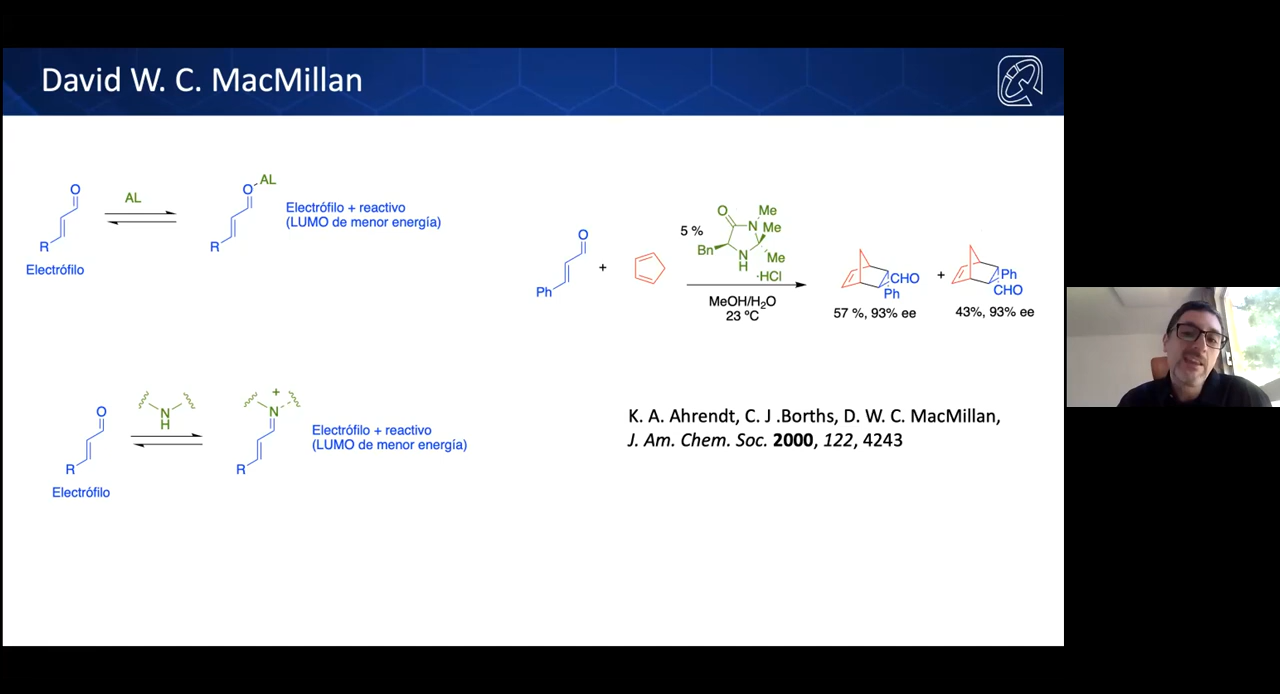 David W. C. MacMillan
O
R
Electrófilo
AL
O
AL
R
Electrófilo + reactivo
(LUMO de menor energía)
O
Ph
+
5 %
O
N
Me
Me
Bn
N
H
Me
·HCl
MeOH/H2O
23 ºC
CHO
Ph
57 %, 93% ee
+
Ph
CHO
43%, 93% ee
O
R
Electrófilo
N
H
+
N
R
Electrófilo + reactivo
(LUMO de menor energía)
K. A. Ahrendt, C. J .Borths, D. W. C. MacMillan,
J. Am. Chem. Soc. 2000, 122, 4243